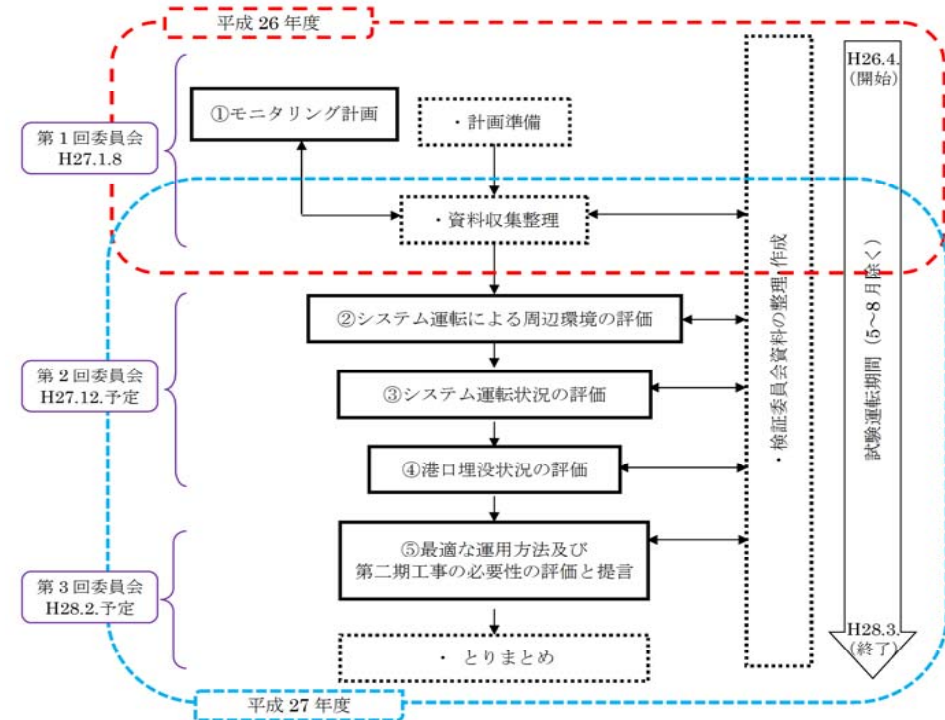 平成 26 年度
H26.4.
(開始)
①モニタリング計画
・計画準備
第 1 回委員会
H27.1.8
・資料収集整理
②システム運転による周辺環境の評価
第 2 回委員会
H27.12.予定
③システム運転状況の評価
④港口埋没状況の評価
⑤最適な運用方法及び
第二期工事の必要性の評価と提言
第 3 回委員会
H28.2.予定
・とりまとめ
・検証委員会資料の整理・作成
試験運転期間（5～8 月除く）
H28.3.
(終了)
平成 27 年度